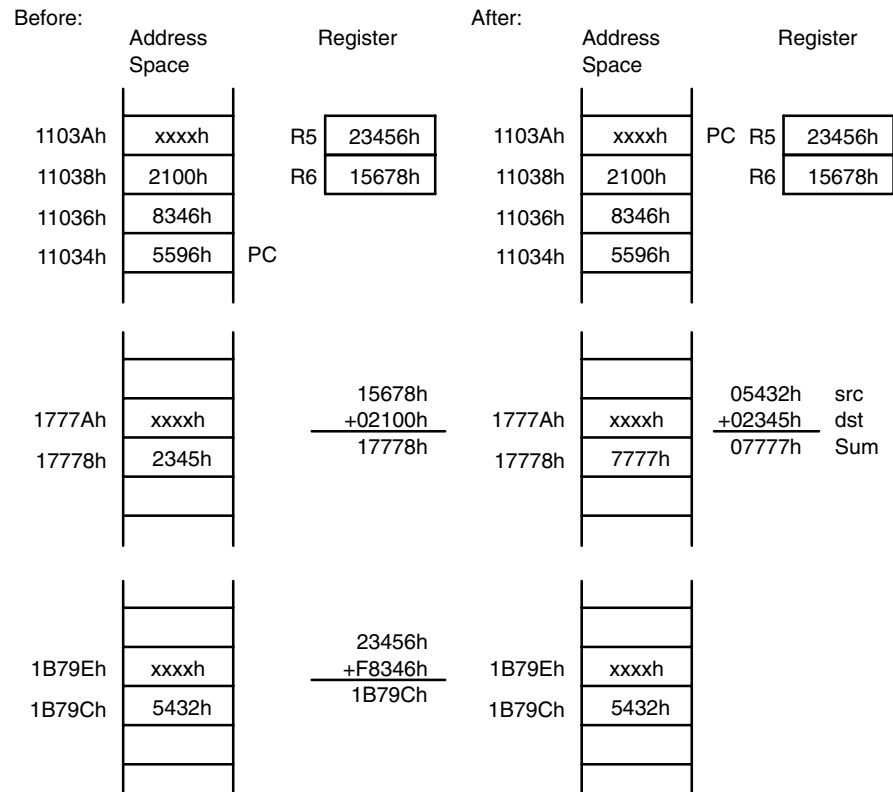 Before:
Address Space
Register
1103Ah xxxxh R5 23456h
11038h 2100h R6 15678h
11036h 8346h
11034h 5596h PC
15678h
1777Ah xxxxh +02100h
17778h 2345h 17778h
23456h
1B79Eh xxxxh +F8346h
1B79Ch 5432h 1B79Ch
After:
Address Space
Register
1103Ah xxxxh PC R5 23456h
11038h 2100h R6 15678h
11036h 8346h
11034h 5596h
05432h src
1777Ah xxxxh +02345h dst
17778h 7777h 07777h Sum
1B79Eh xxxxh
1B79Ch 5432h